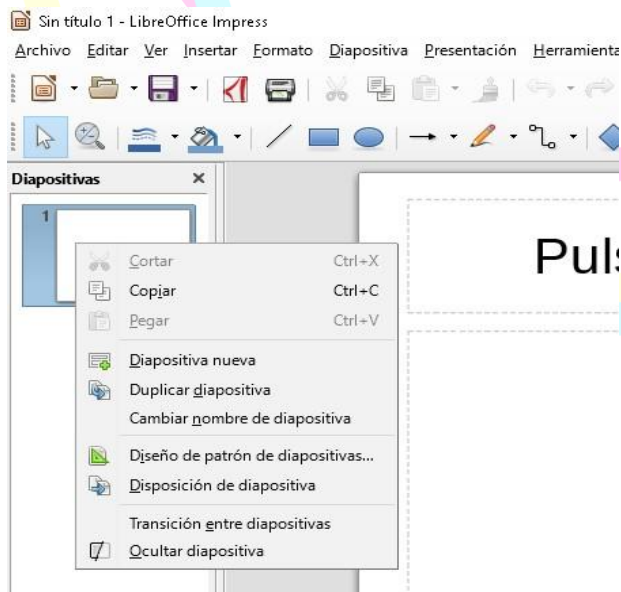 Sin título 1 - LibreOffice Impress
Archivo Editar Ver Insertar Formato Diapositiva Presentación Herramienta
Diapositivas ×
1
Puls
Cortar Ctrl+X
Copiar Ctrl+C
Pegar Ctrl+V
Diapositiva nueva
Duplicar diapositiva
Cambiar nombre de diapositiva
Diseño de patrón de diapositivas...
Disposición de diapositiva
Transición entre diapositivas
Ocultar diapositiva